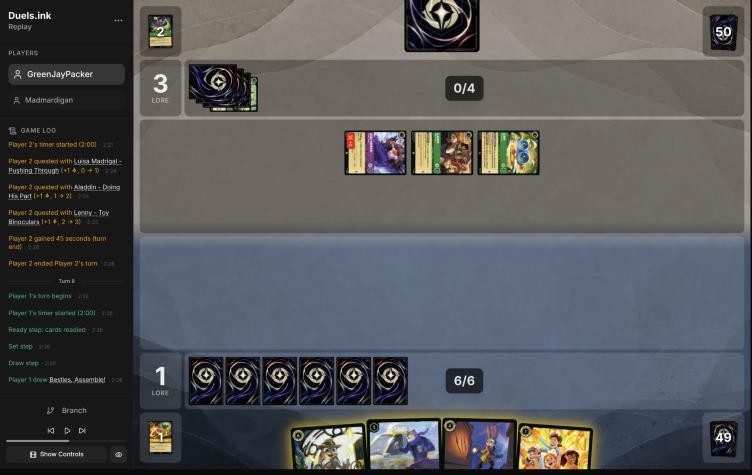 Duels.ink
Replay
PLAYERS
GreenJayPacker
Madmardigan
GAME LOG
Player 2's timer started (2:00) · 2:21
Player 2 quested with Luisa Madrigal -
Pushing Through (+1 ♦, 0 → 1) · 2:24
Player 2 quested with Aladdin - Doing
His Part (+1 ♦, 1 → 2) · 2:24
Player 2 quested with Lenny - Toy
Binoculars (+1 ♦, 2 → 3) · 2:25
Player 2 gained 45 seconds (turn
end) · 2:26
Player 2 ended Player 2's turn · 2:26
Player 1's turn begins · 2:26
Player 1's timer started (2:00) · 2:26
Ready step: cards readied · 2:26
Set step · 2:26
Draw step · 2:26
Player 1 drew Besties, Assemble! · 2:26
Branch
Show Controls
2
50
3
LORE
0/4
1
LORE
6/6
1
49